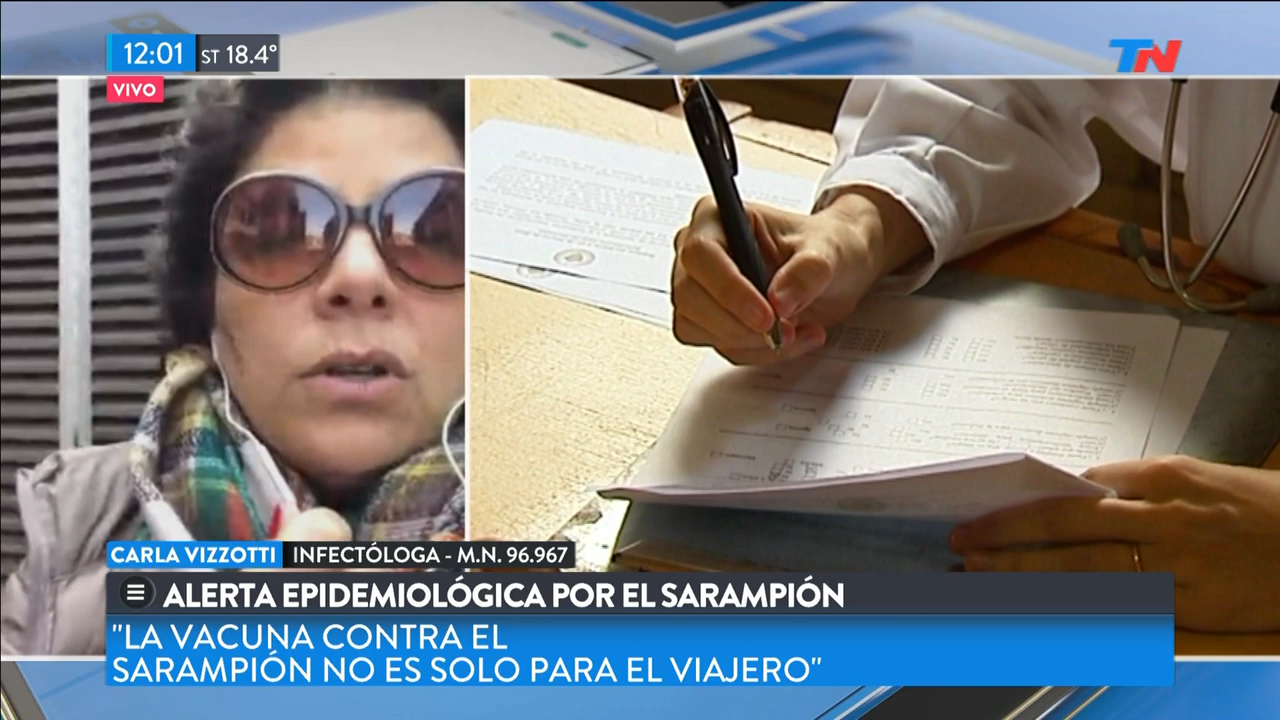 12:01 ST 18.4°
TN
VIVO
CARLA VIZZOTTI INFECTÓLOGA - M.N. 96.967
ALERTA EPIDEMIOLÓGICA POR EL SARAMPIÓN
"LA VACUNA CONTRA EL
SARAMPIÓN NO ES SOLO PARA EL VIAJERO"